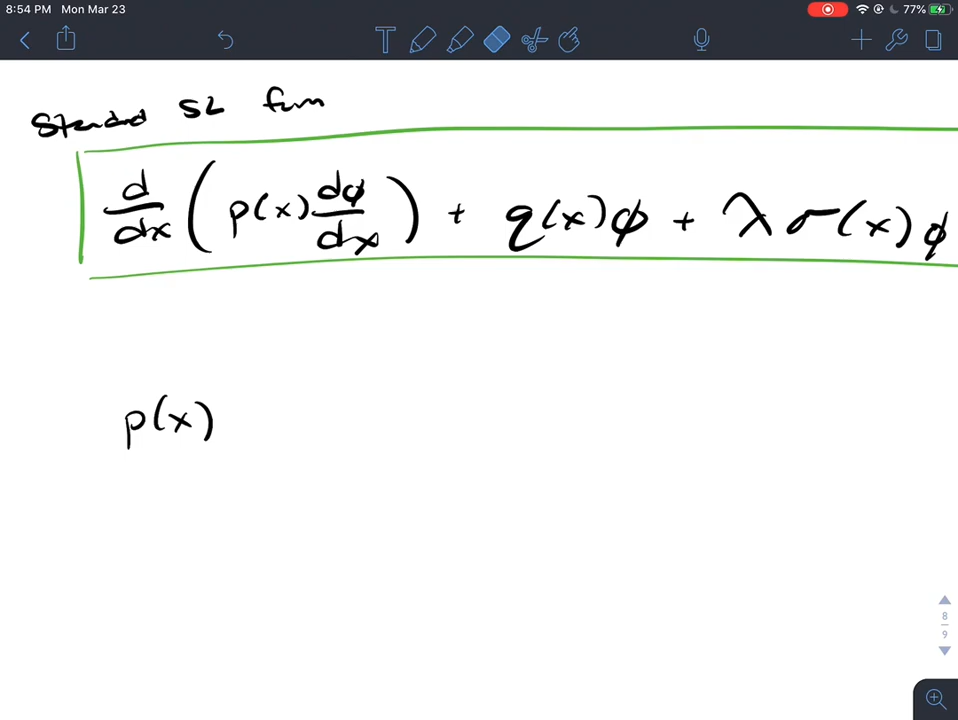 8:54 PM Mon Mar 23 77%
Standard SL form
d/dx ( p(x) dϕ/dx ) + q(x)ϕ + λσ(x)ϕ
p(x)
8
9